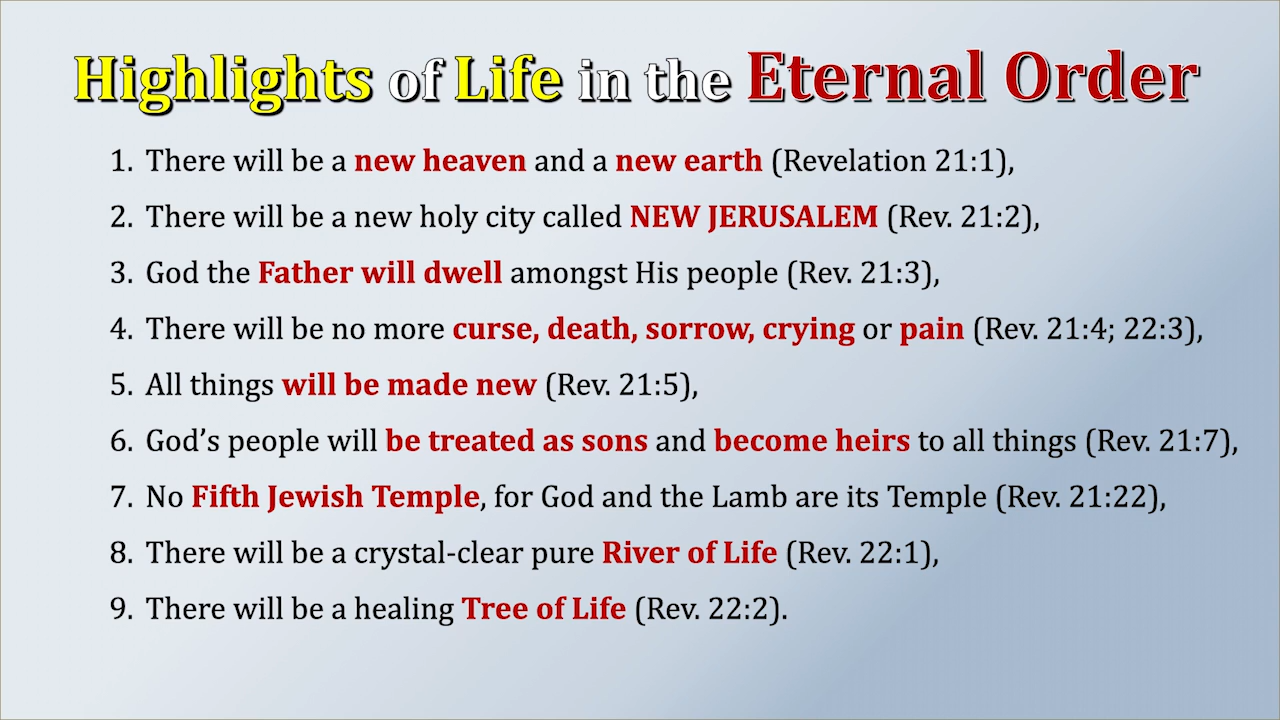 Highlights of Life in the Eternal Order
1. There will be a new heaven and a new earth (Revelation 21:1),
2. There will be a new holy city called NEW JERUSALEM (Rev. 21:2),
3. God the Father will dwell amongst His people (Rev. 21:3),
4. There will be no more curse, death, sorrow, crying or pain (Rev. 21:4; 22:3),
5. All things will be made new (Rev. 21:5),
6. God’s people will be treated as sons and become heirs to all things (Rev. 21:7),
7. No Fifth Jewish Temple, for God and the Lamb are its Temple (Rev. 21:22),
8. There will be a crystal-clear pure River of Life (Rev. 22:1),
9. There will be a healing Tree of Life (Rev. 22:2).